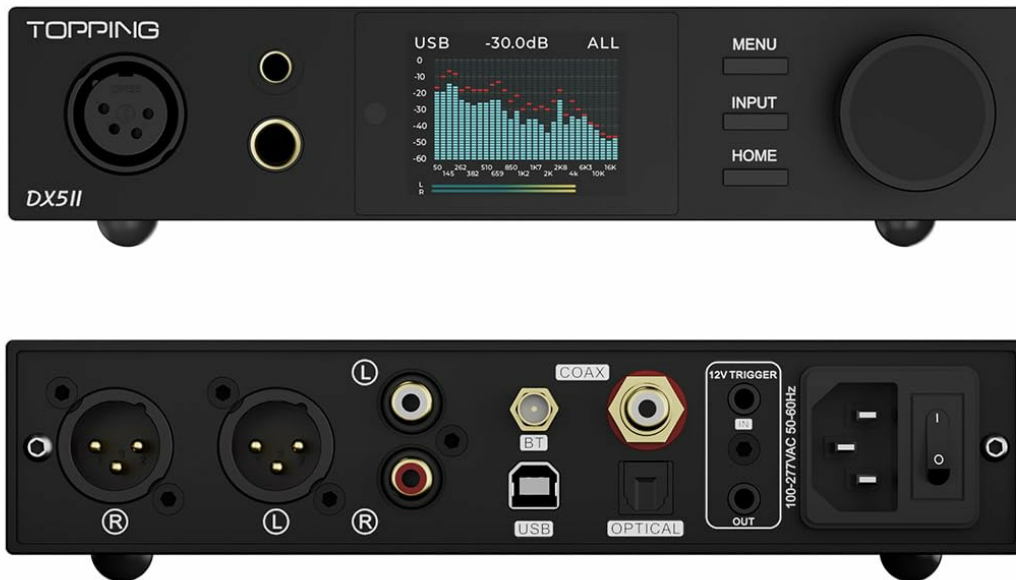 TOPPING
DX5II
USB -30.0dB ALL
0
-10
-20
-30
-40
-50
-60
50 145 262 382 510 659 850 1K2 1K7 2K 2K8 4k 6K3 10K 16K
L
R
MENU
INPUT
HOME
L
R
R
L
COAX
BT
USB
OPTICAL
12V TRIGGER
IN
OUT
100-277VAC 50-60Hz
I
O